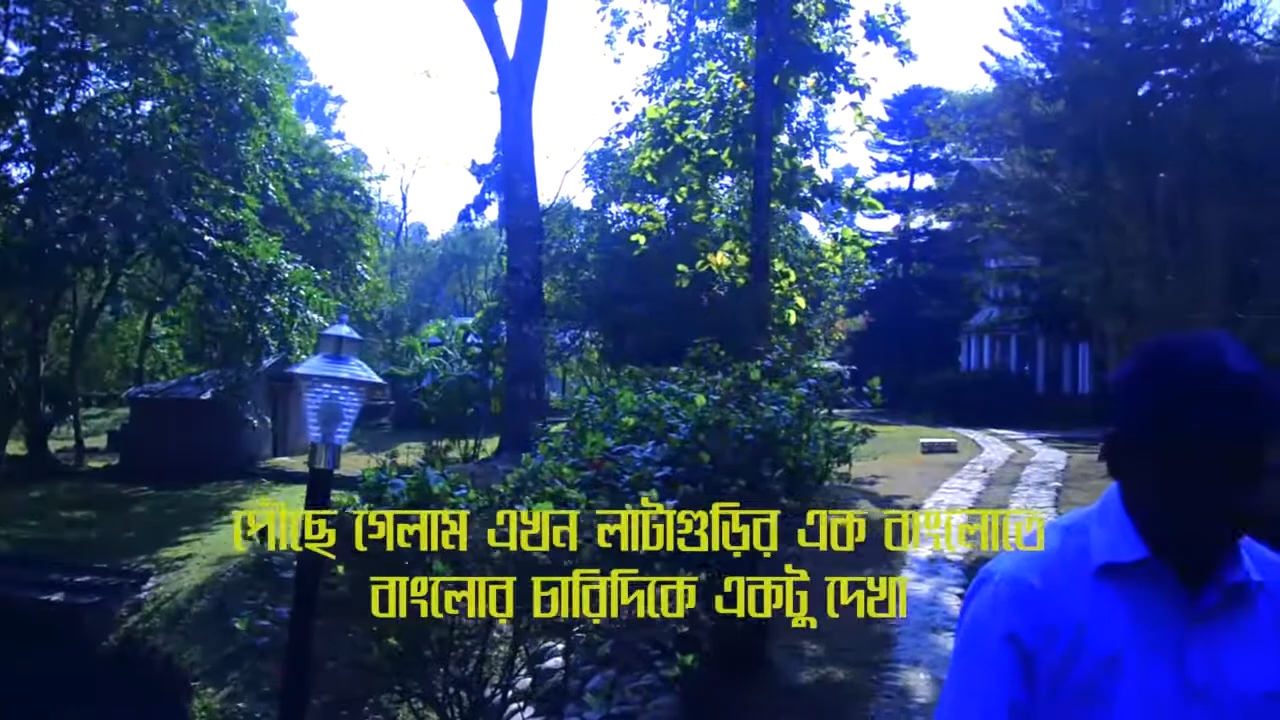 পৌছে গেলাম এখন লাটাগুড়ির এক বাংলোতে
বাংলোর চারিদিকে একটু দেখা